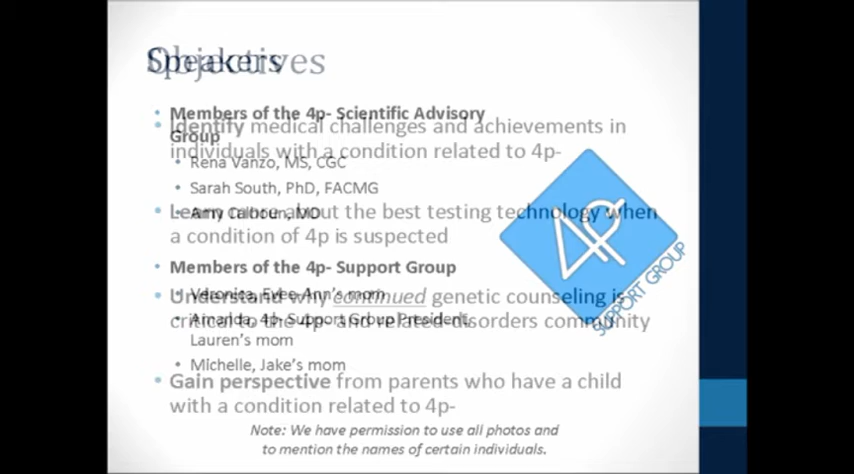 Speakers
Objectives
Members of the 4p- Scientific Advisory
Group
Rena Vanzo, MS, CGC
Sarah South, PhD, FACMG
Amy Calhoun, MD
Members of the 4p- Support Group
Veronica, Evee-Ann's mom
Amanda, 4p- Support Group President,
Lauren's mom
Michelle, Jake's mom
Identify medical challenges and achievements in
individuals with a condition related to 4p-
Learn more about the best testing technology when
a condition of 4p is suspected
Understand why continued genetic counseling is
critical to the 4p- and related disorders community
Gain perspective from parents who have a child
with a condition related to 4p-
Note: We have permission to use all photos and
to mention the names of certain individuals.
4p
SUPPORT GROUP